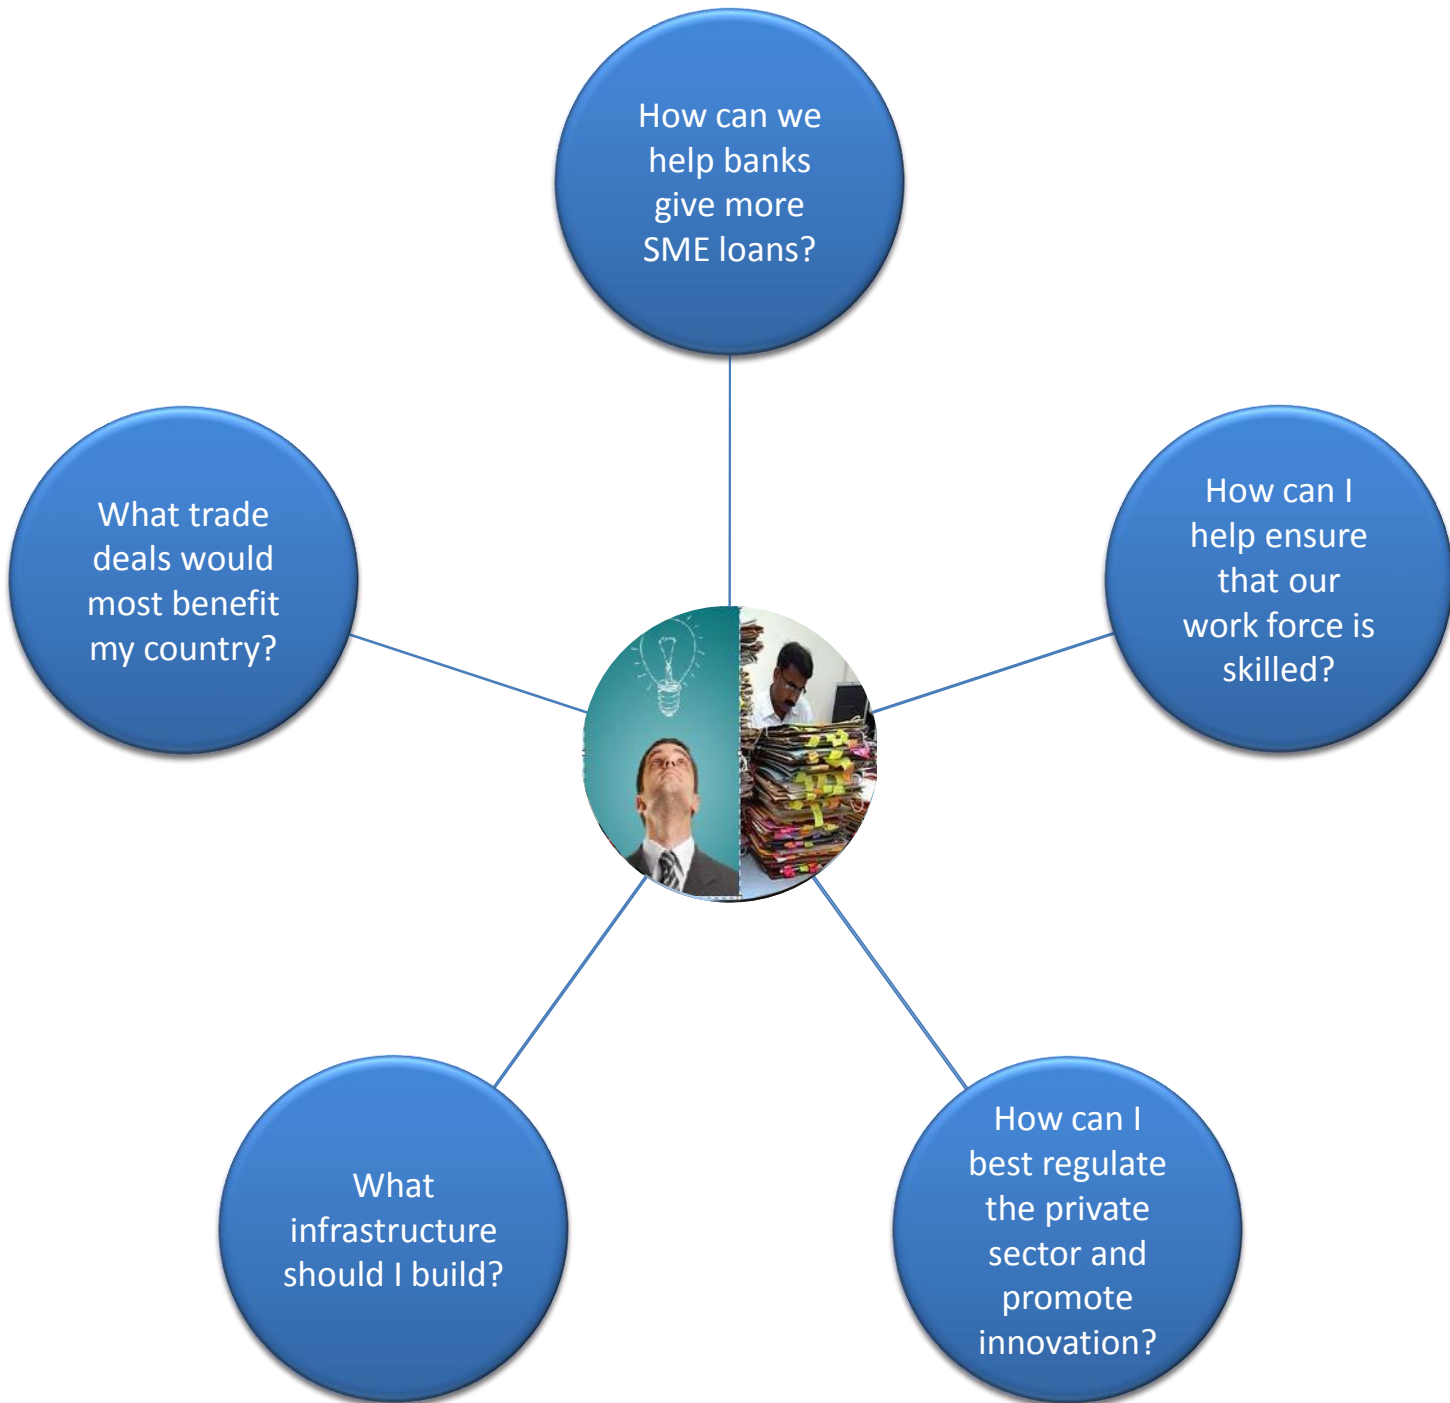 How can we
help banks
give more
SME loans?
How can I
help ensure
that our
work force is
skilled?
How can I
best regulate
the private
sector and
promote
innovation?
What
infrastructure
should I build?
What trade
deals would
most benefit
my country?